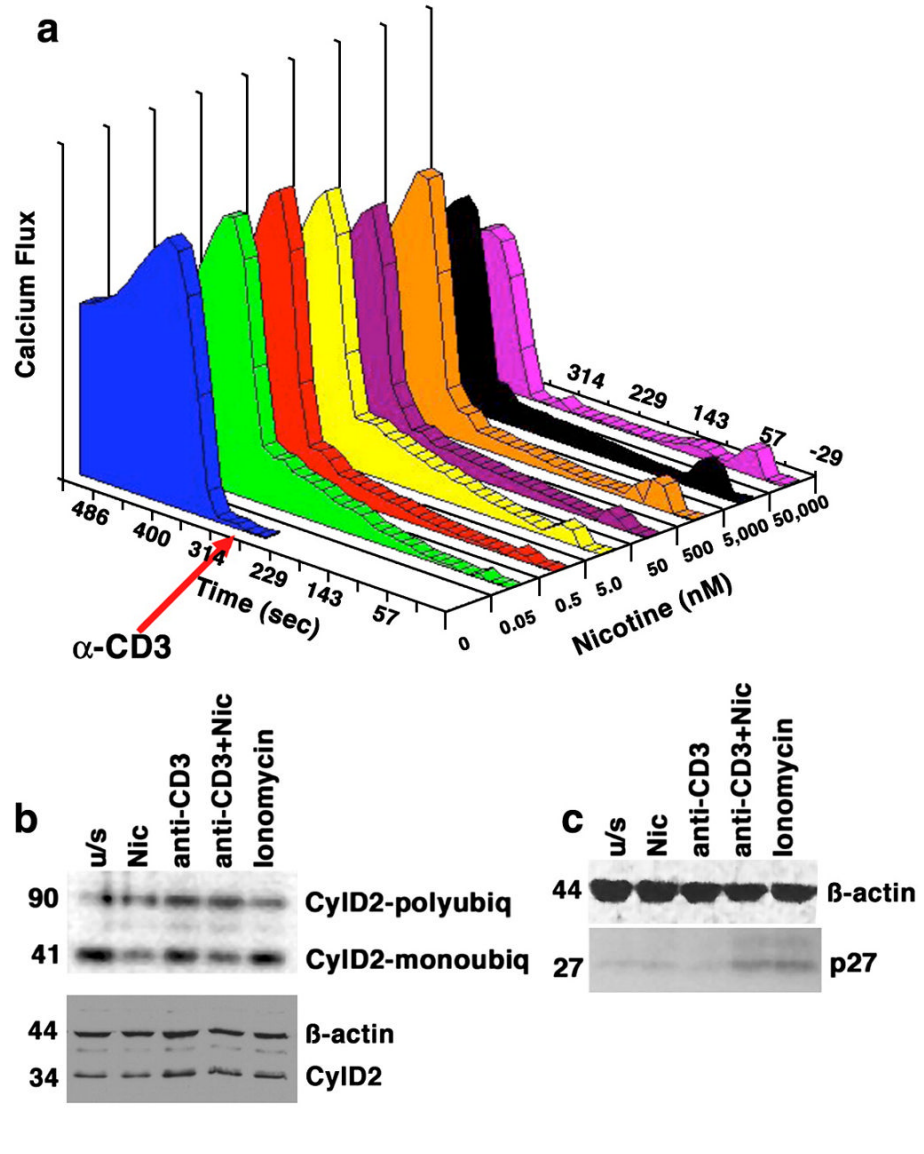 a
Calcium Flux
486
400
314
229
143
57
Time (sec)
α-CD3
314
229
143
57
-29
0
0.05
0.5
5.0
50
500
5,000
50,000
Nicotine (nM)
b
u/s
Nic
anti-CD3
anti-CD3+Nic
Ionomycin
90
CylD2-polyubiq
41
CylD2-monoubiq
44
ß-actin
34
CylD2
c
u/s
Nic
anti-CD3
anti-CD3+Nic
Ionomycin
44
ß-actin
27
p27